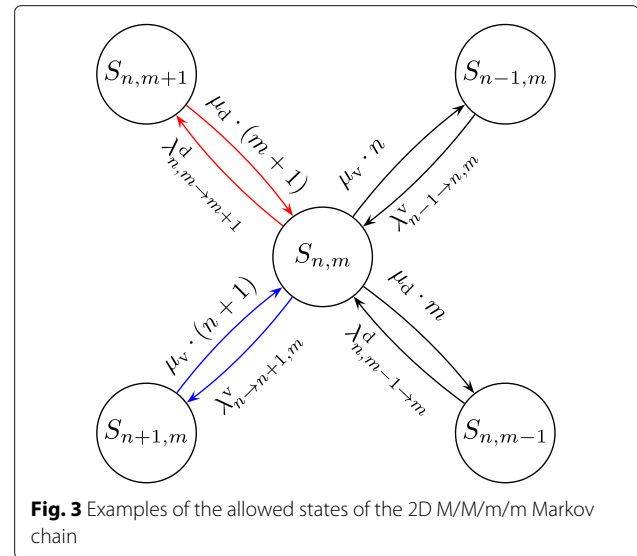 S_{n,m+1}
S_{n−1,m}
μ_d · (m + 1)
λ^d_{n,m→m+1}
μ_v · n
λ^v_{n−1→n,m}
S_{n,m}
μ_v · (n + 1)
λ^v_{n→n+1,m}
μ_d · m
λ^d_{n,m−1→m}
S_{n+1,m}
S_{n,m−1}
Fig. 3 Examples of the allowed states of the 2D M/M/m/m Markov
chain